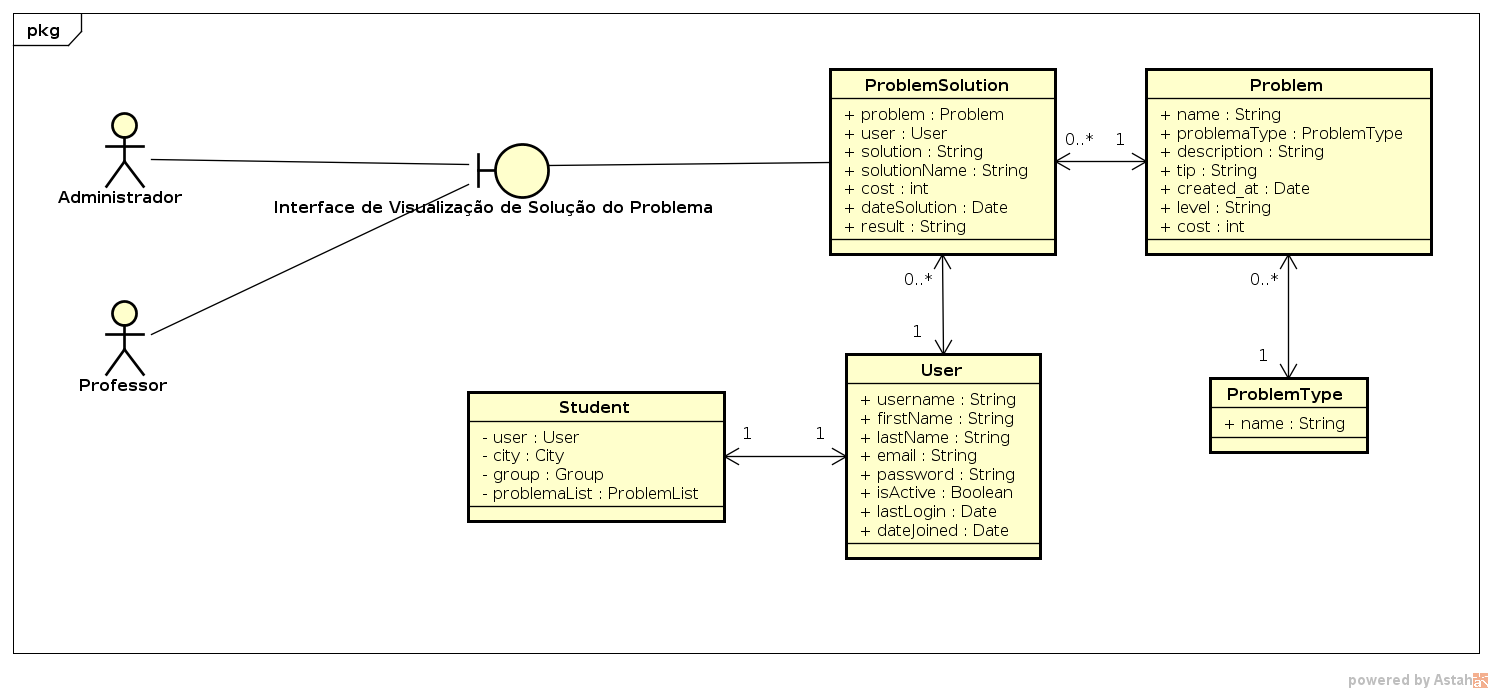 pkg
Administrador
Professor
Interface de Visualização de Solução do Problema
ProblemSolution
+ problem : Problem
+ user : User
+ solution : String
+ solutionName : String
+ cost : int
+ dateSolution : Date
+ result : String
0..*
1
Problem
+ name : String
+ problemaType : ProblemType
+ description : String
+ tip : String
+ created_at : Date
+ level : String
+ cost : int
0..*
1
0..*
1
Student
- user : User
- city : City
- group : Group
- problemaList : ProblemList
1
1
User
+ username : String
+ firstName : String
+ lastName : String
+ email : String
+ password : String
+ isActive : Boolean
+ lastLogin : Date
+ dateJoined : Date
ProblemType
+ name : String
powered by Astah